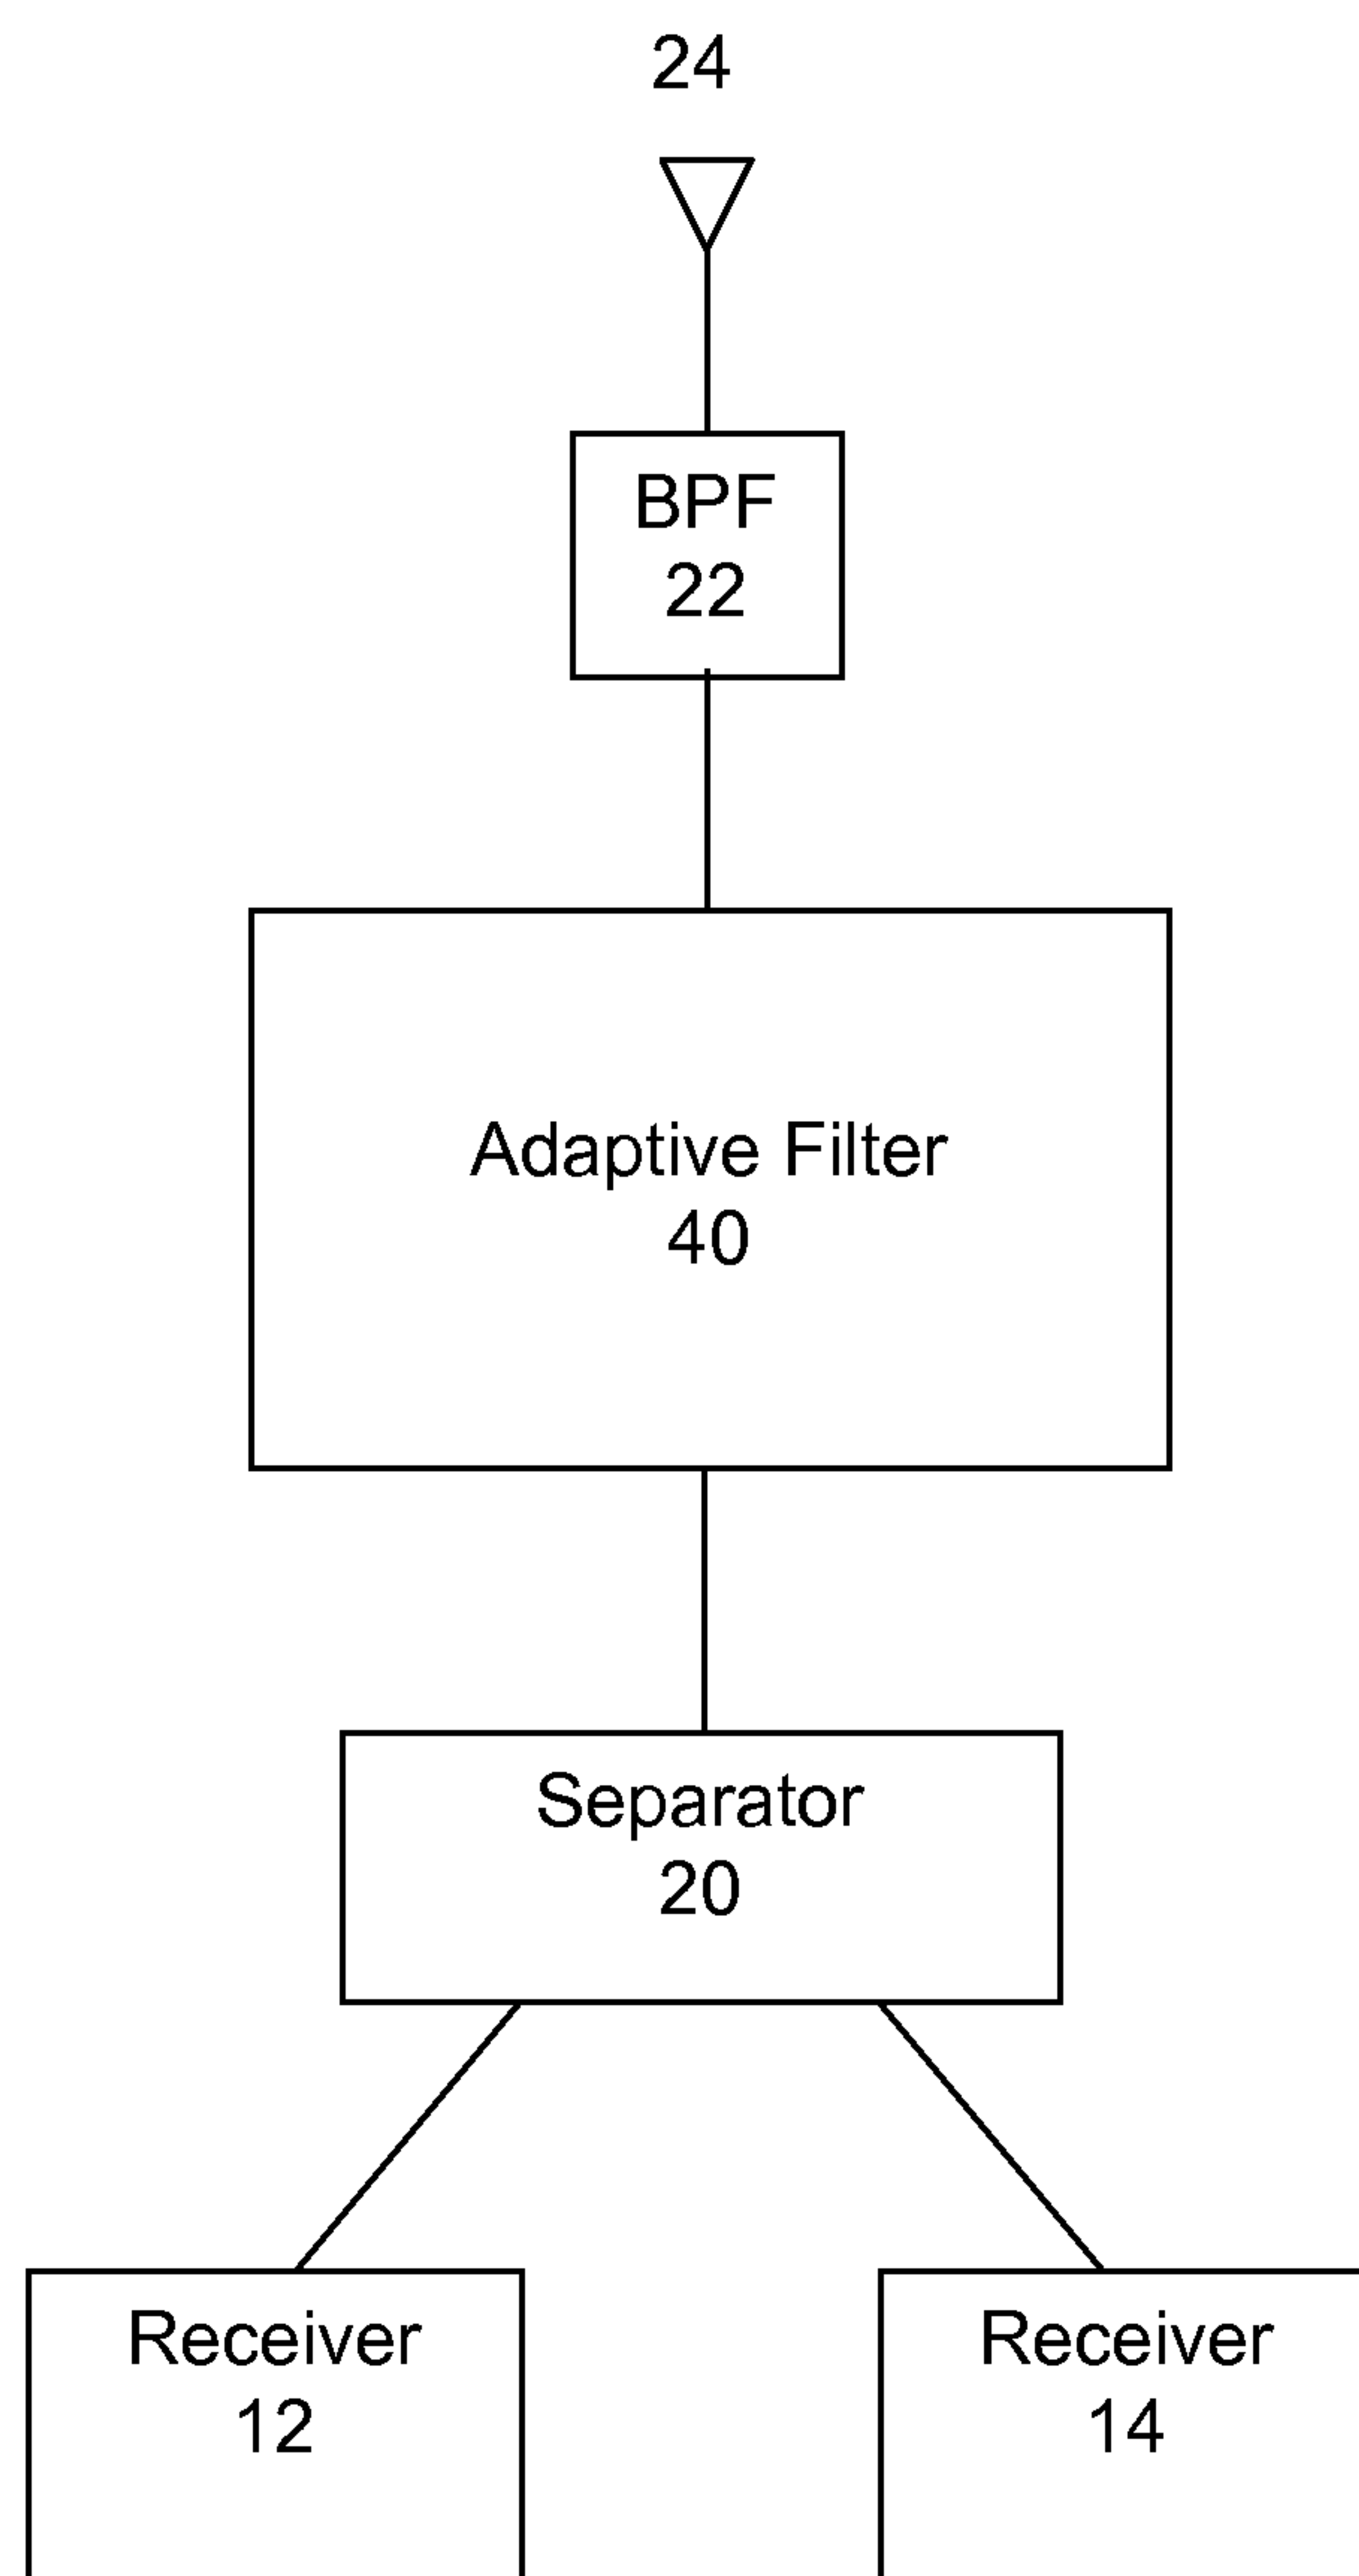 24
BPF
22
Adaptive Filter
40
Separator
20
Receiver
12
Receiver
14